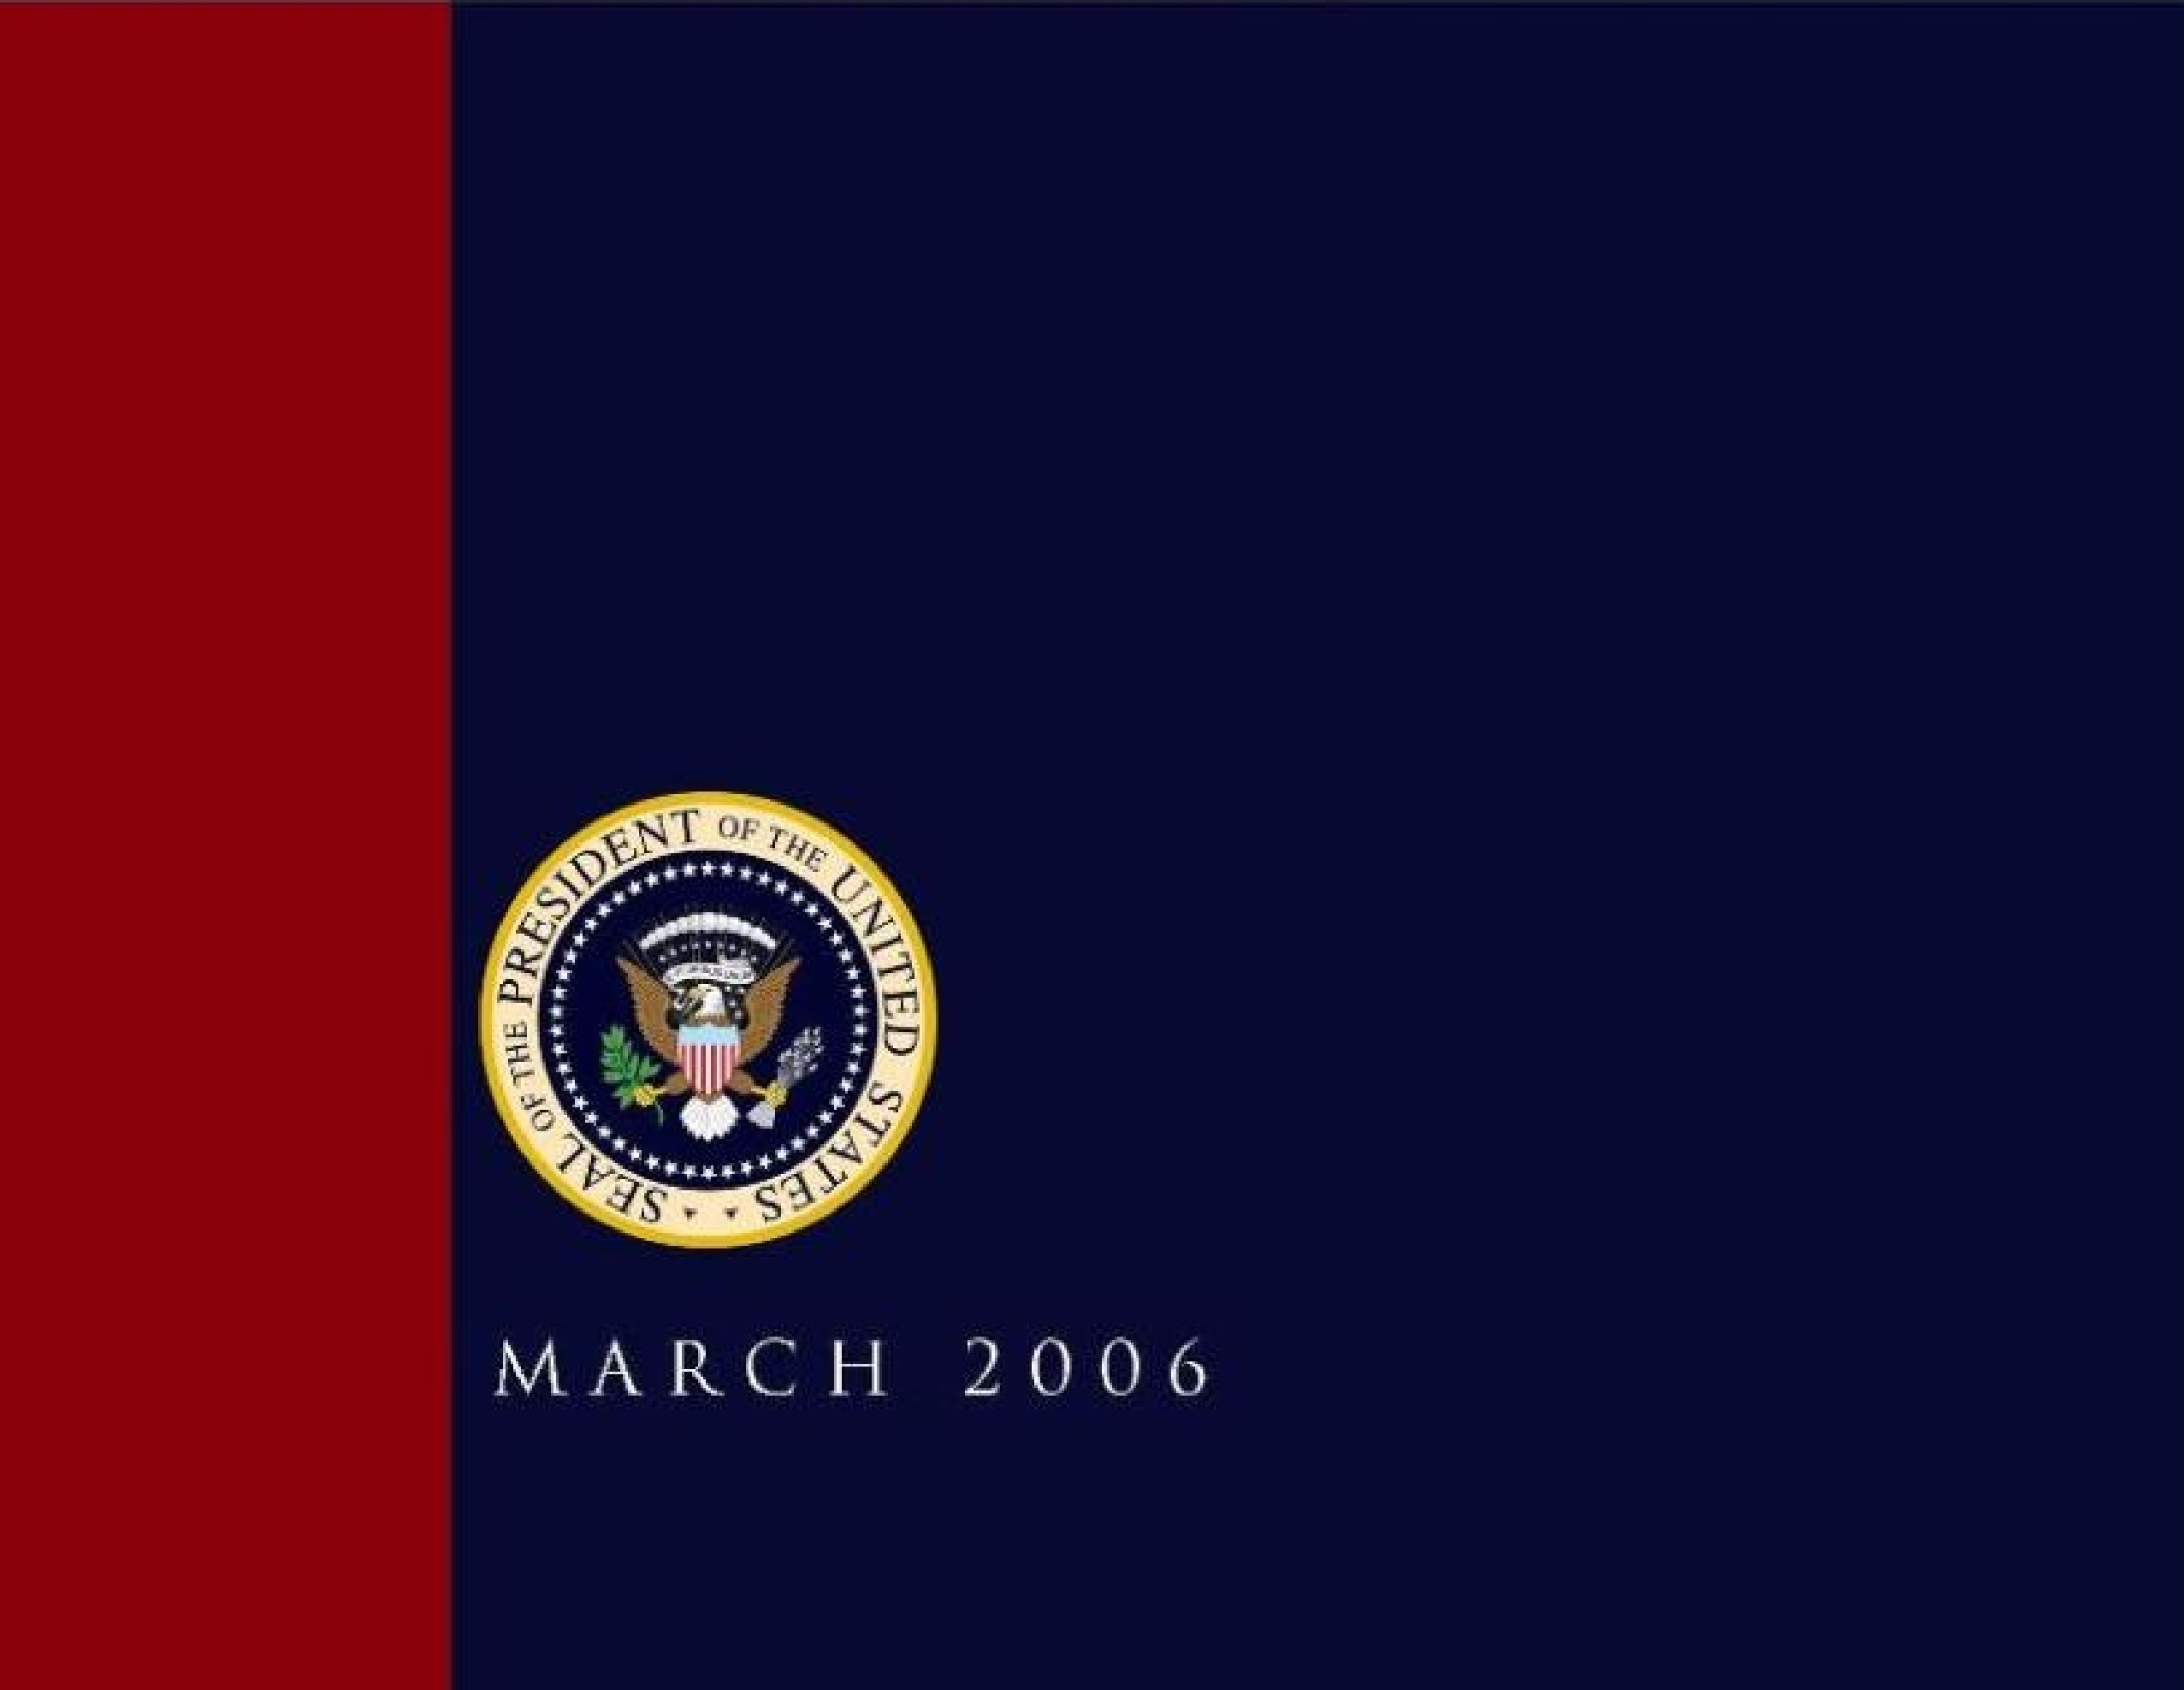 SEAL OF THE PRESIDENT OF THE UNITED STATES
MARCH 2006